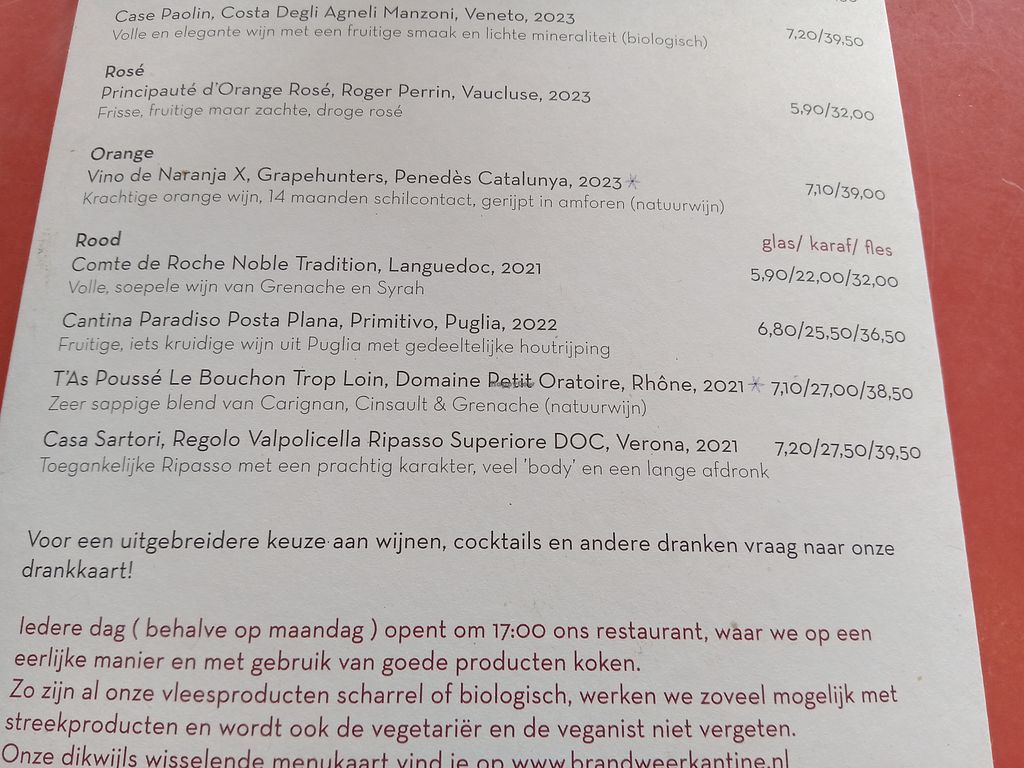 Case Paolin, Costa Degli Agneli Manzoni, Veneto, 2023
Volle en elegante wijn met een fruitige smaak en lichte mineraliteit (biologisch) 7,20/39,50
Rosé
Principauté d'Orange Rosé, Roger Perrin, Vaucluse, 2023
Frisse, fruitige maar zachte, droge rosé 5,90/32,00
Orange
Vino de Naranja X, Grapehunters, Penedès Catalunya, 2023 *
Krachtige orange wijn, 14 maanden schilcontact, gerijpt in amforen (natuurwijn) 7,10/39,00
Rood glas/ karaf/ fles
Comte de Roche Noble Tradition, Languedoc, 2021 5,90/22,00/32,00
Volle, soepele wijn van Grenache en Syrah
Cantina Paradiso Posta Plana, Primitivo, Puglia, 2022 6,80/25,50/36,50
Fruitige, iets kruidige wijn uit Puglia met gedeeltelijke houtrijping
T'As Poussé Le Bouchon Trop Loin, Domaine Petit Oratoire, Rhône, 2021 * 7,10/27,00/38,50
Zeer sappige blend van Carignan, Cinsault & Grenache (natuurwijn)
Casa Sartori, Regolo Valpolicella Ripasso Superiore DOC, Verona, 2021 7,20/27,50/39,50
Toegankelijke Ripasso met een prachtig karakter, veel 'body' en een lange afdronk
Voor een uitgebreidere keuze aan wijnen, cocktails en andere dranken vraag naar onze
drankkaart!
Iedere dag ( behalve op maandag ) opent om 17:00 ons restaurant, waar we op een
eerlijke manier en met gebruik van goede producten koken.
Zo zijn al onze vleesproducten scharrel of biologisch, werken we zoveel mogelijk met
streekproducten en wordt ook de vegetariër en de veganist niet vergeten.
Onze dikwijls wisselende menukaart vind je op www.brandweerkantine.nl